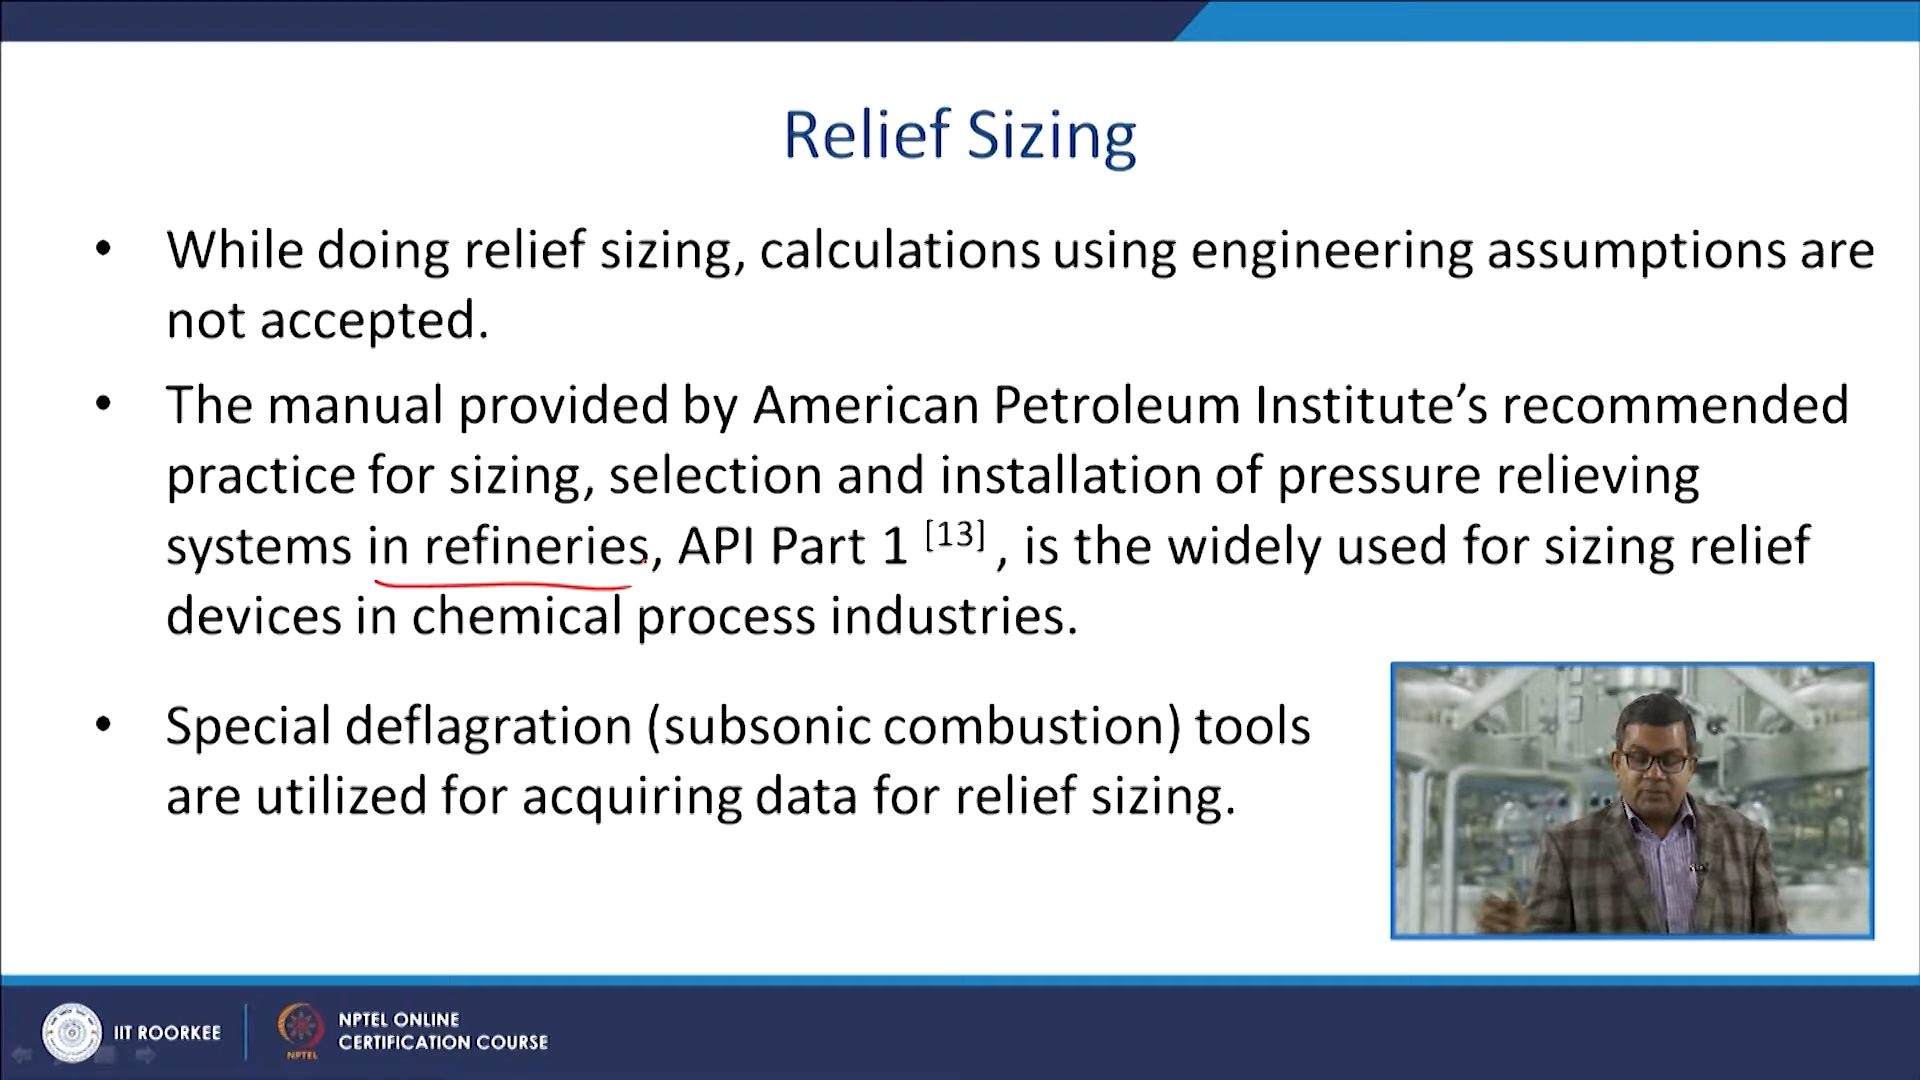 Relief Sizing
• While doing relief sizing, calculations using engineering assumptions are
not accepted.
• The manual provided by American Petroleum Institute’s recommended
practice for sizing, selection and installation of pressure relieving
systems in refineries, API Part 1 [13] , is the widely used for sizing relief
devices in chemical process industries.
• Special deflagration (subsonic combustion) tools
are utilized for acquiring data for relief sizing.
IIT ROORKEE
NPTEL
NPTEL ONLINE
CERTIFICATION COURSE